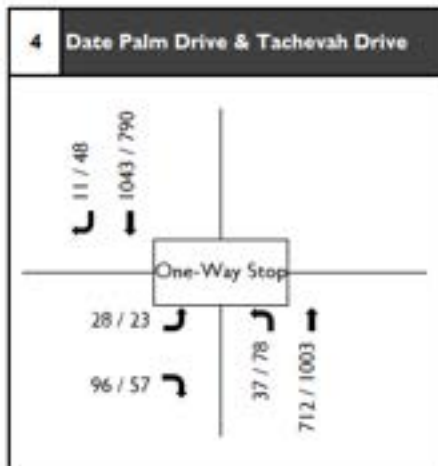 4 Date Palm Drive & Tachevah Drive
11 / 48
1043 / 790
One-Way Stop
28 / 23
96 / 57
37 / 78
712 / 1003